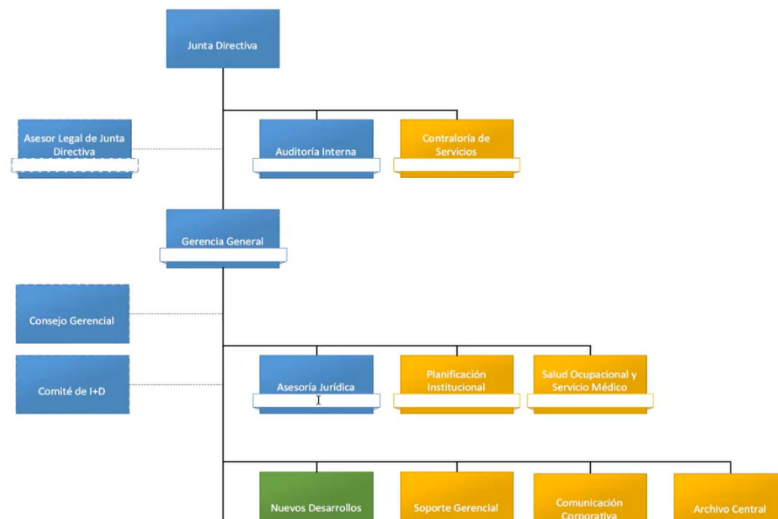 Junta Directiva
Asesor Legal de Junta
Directiva
Auditoría Interna
Contraloría de
Servicios
Gerencia General
Consejo Gerencial
Comité de I+D
Asesoría Jurídica
Planificación
Institucional
Salud Ocupacional y
Servicio Médico
Nuevos Desarrollos
Soporte Gerencial
Comunicación
Corporativa
Archivo Central